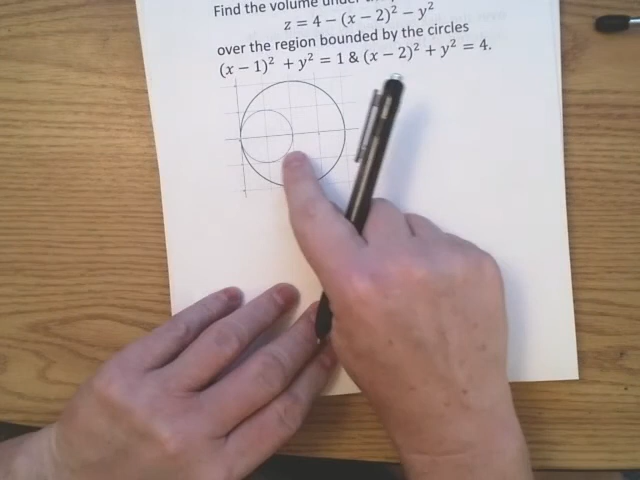 Find the volume under
z = 4 − (x − 2)² − y²
over the region bounded by the circles
(x − 1)² + y² = 1 & (x − 2)² + y² = 4.